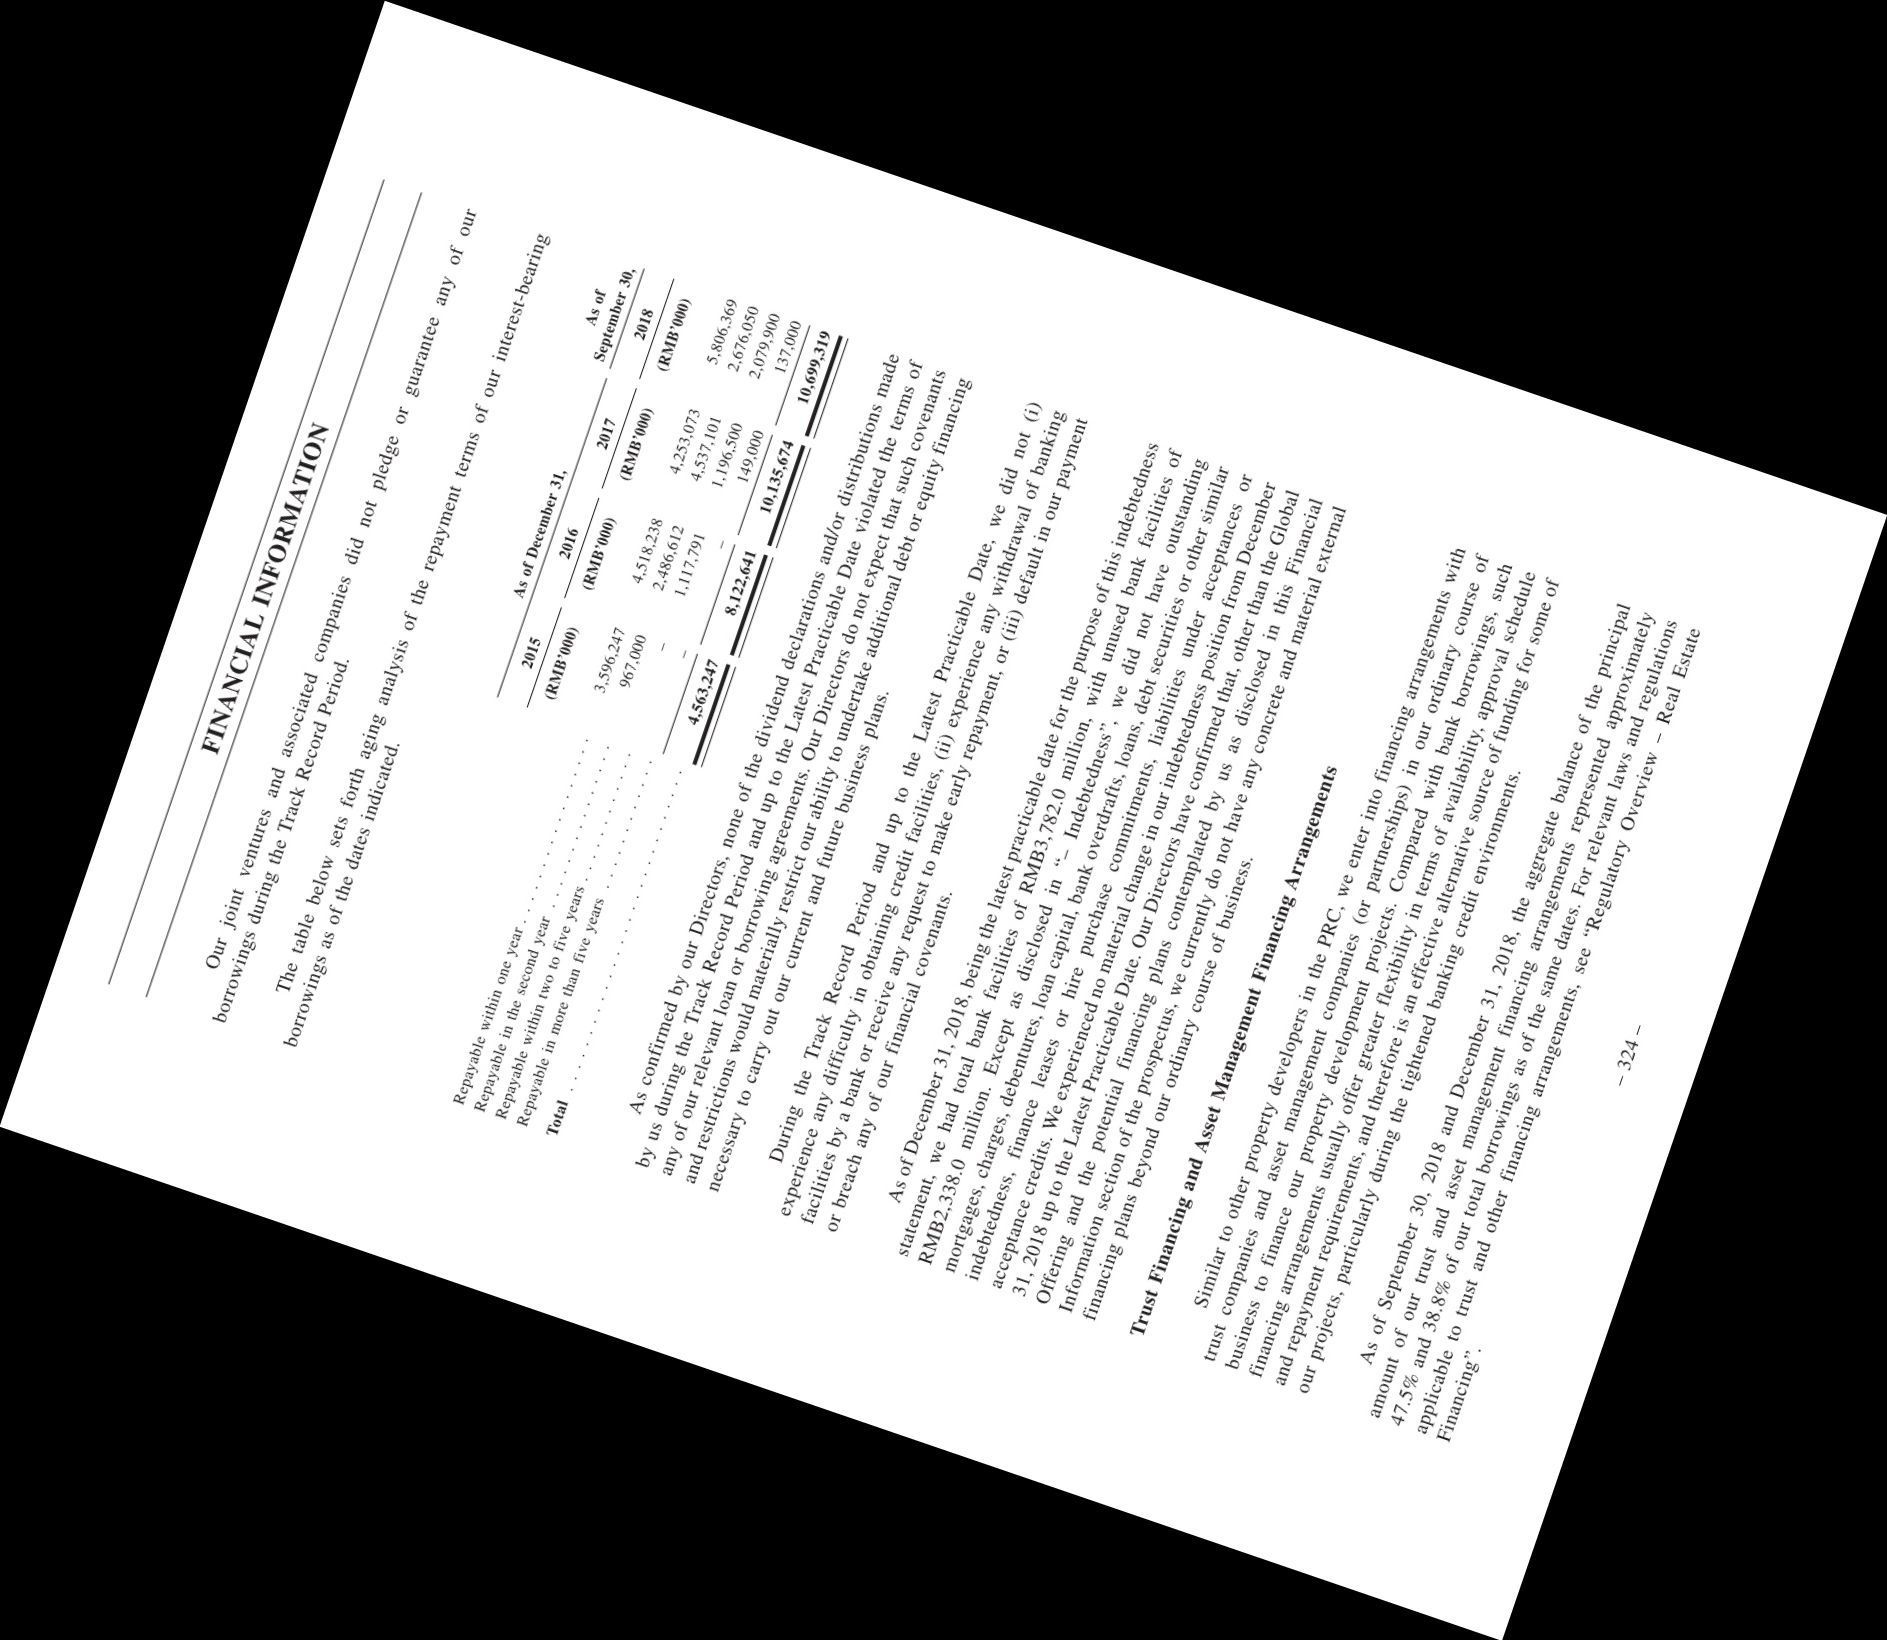 FINANCIAL INFORMATION
Our joint ventures and associated companies did not pledge or guarantee any of our
borrowings during the Track Record Period.
The table below sets forth aging analysis of the repayment terms of our interest-bearing
borrowings as of the dates indicated.
As of December 31, As of September 30,
2015 2016 2017 2018
(RMB’000) (RMB’000) (RMB’000) (RMB’000)
Repayable within one year . . . . . . . . . . . . . . . . . . . 3,596,247 4,518,238 4,253,073 5,806,369
Repayable in the second year . . . . . . . . . . . . . . . . 967,000 2,486,612 4,537,101 2,676,050
Repayable within two to five years . . . . . . . . . . . – 1,117,791 1,196,500 2,079,900
Repayable in more than five years . . . . . . . . . . . . – – 149,000 137,000
Total . . . . . . . . . . . . . . . . . . . . . . . . . . . . . . . . . . . 4,563,247 8,122,641 10,135,674 10,699,319
As confirmed by our Directors, none of the dividend declarations and/or distributions made
by us during the Track Record Period and up to the Latest Practicable Date violated the terms of
any of our relevant loan or borrowing agreements. Our Directors do not expect that such covenants
and restrictions would materially restrict our ability to undertake additional debt or equity financing
necessary to carry out our current and future business plans.
During the Track Record Period and up to the Latest Practicable Date, we did not (i)
experience any difficulty in obtaining credit facilities, (ii) experience any withdrawal of banking
facilities by a bank or receive any request to make early repayment, or (iii) default in our payment
or breach any of our financial covenants.
As of December 31, 2018, being the latest practicable date for the purpose of this indebtedness
statement, we had total bank facilities of RMB3,782.0 million, with unused bank facilities of
RMB2,338.0 million. Except as disclosed in “– Indebtedness”, we did not have outstanding
mortgages, charges, debentures, loan capital, bank overdrafts, loans, debt securities or other similar
indebtedness, finance leases or hire purchase commitments, liabilities under acceptances or
acceptance credits. We experienced no material change in our indebtedness position from December
31, 2018 up to the Latest Practicable Date. Our Directors have confirmed that, other than the Global
Offering and the potential financing plans contemplated by us as disclosed in this Financial
Information section of the prospectus, we currently do not have any concrete and material external
financing plans beyond our ordinary course of business.
Trust Financing and Asset Management Financing Arrangements
Similar to other property developers in the PRC, we enter into financing arrangements with
trust companies and asset management companies (or partnerships) in our ordinary course of
business to finance our property development projects. Compared with bank borrowings, such
financing arrangements usually offer greater flexibility in terms of availability, approval schedule
and repayment requirements, and therefore is an effective alternative source of funding for some of
our projects, particularly during the tightened banking credit environments.
As of September 30, 2018 and December 31, 2018, the aggregate balance of the principal
amount of our trust and asset management financing arrangements represented approximately
47.5% and 38.8% of our total borrowings as of the same dates. For relevant laws and regulations
applicable to trust and other financing arrangements, see “Regulatory Overview – Real Estate
Financing”.
– 324 –